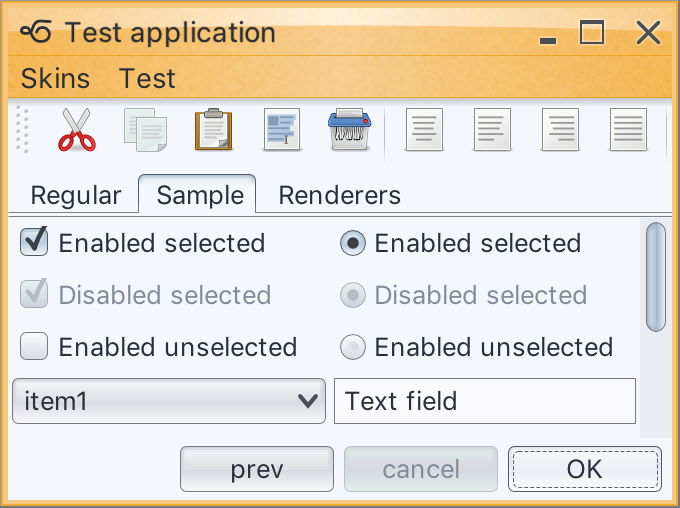 Test application
Skins Test
Regular Sample Renderers
Enabled selected Enabled selected
Disabled selected Disabled selected
Enabled unselected Enabled unselected
item1 Text field
prev cancel OK